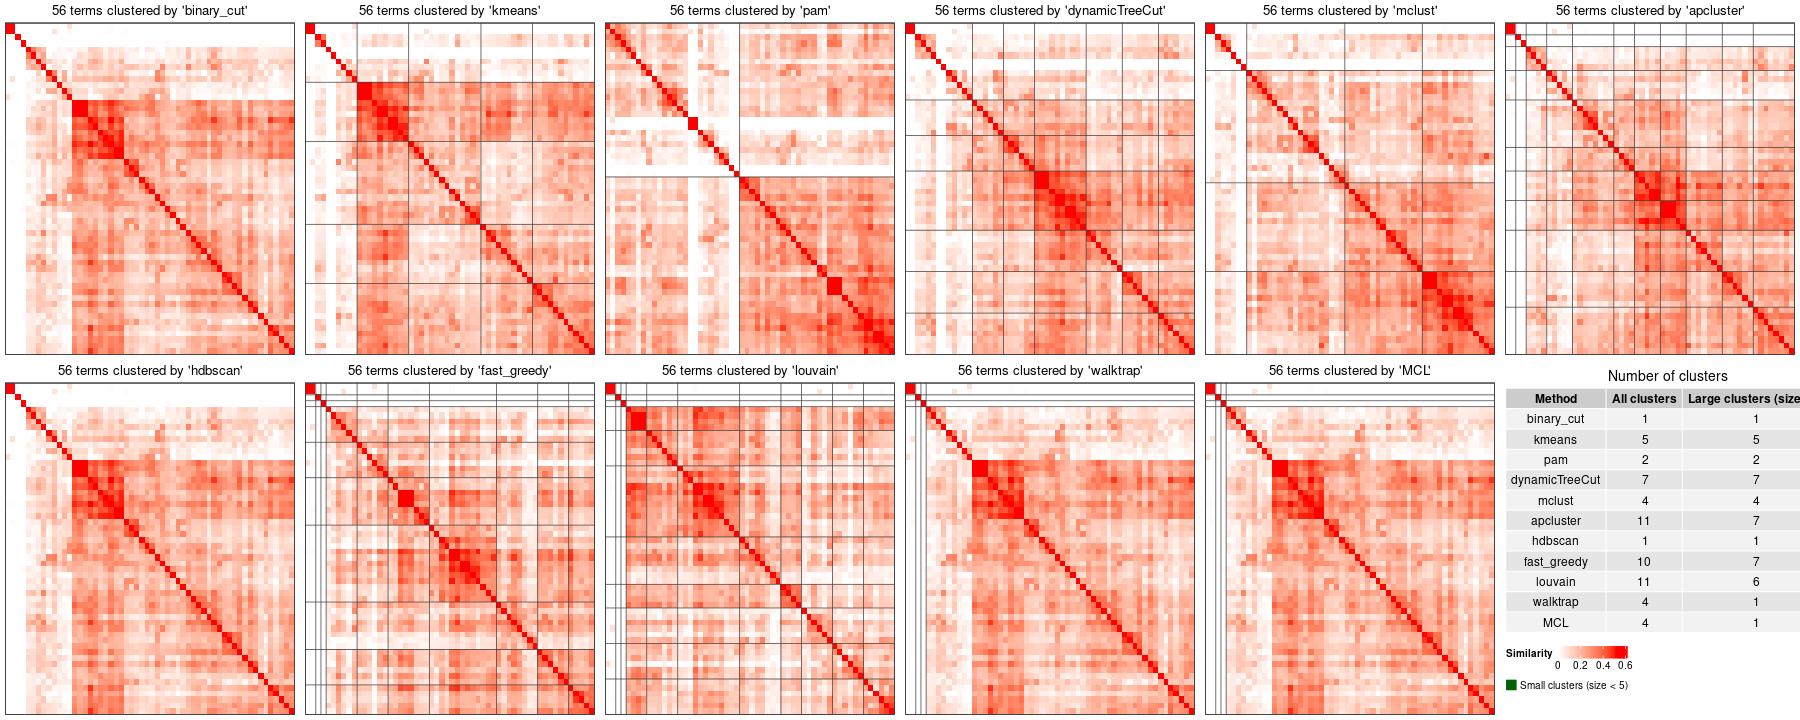 56 terms clustered by 'binary_cut'
56 terms clustered by 'kmeans'
56 terms clustered by 'pam'
56 terms clustered by 'dynamicTreeCut'
56 terms clustered by 'mclust'
56 terms clustered by 'apcluster'
56 terms clustered by 'hdbscan'
56 terms clustered by 'fast_greedy'
56 terms clustered by 'louvain'
56 terms clustered by 'walktrap'
56 terms clustered by 'MCL'
Number of clusters
Method All clusters Large clusters (size
binary_cut 1 1
kmeans 5 5
pam 2 2
dynamicTreeCut 7 7
mclust 4 4
apcluster 11 7
hdbscan 1 1
fast_greedy 10 7
louvain 11 6
walktrap 4 1
MCL 4 1
Similarity
0 0.2 0.4 0.6
Small clusters (size < 5)